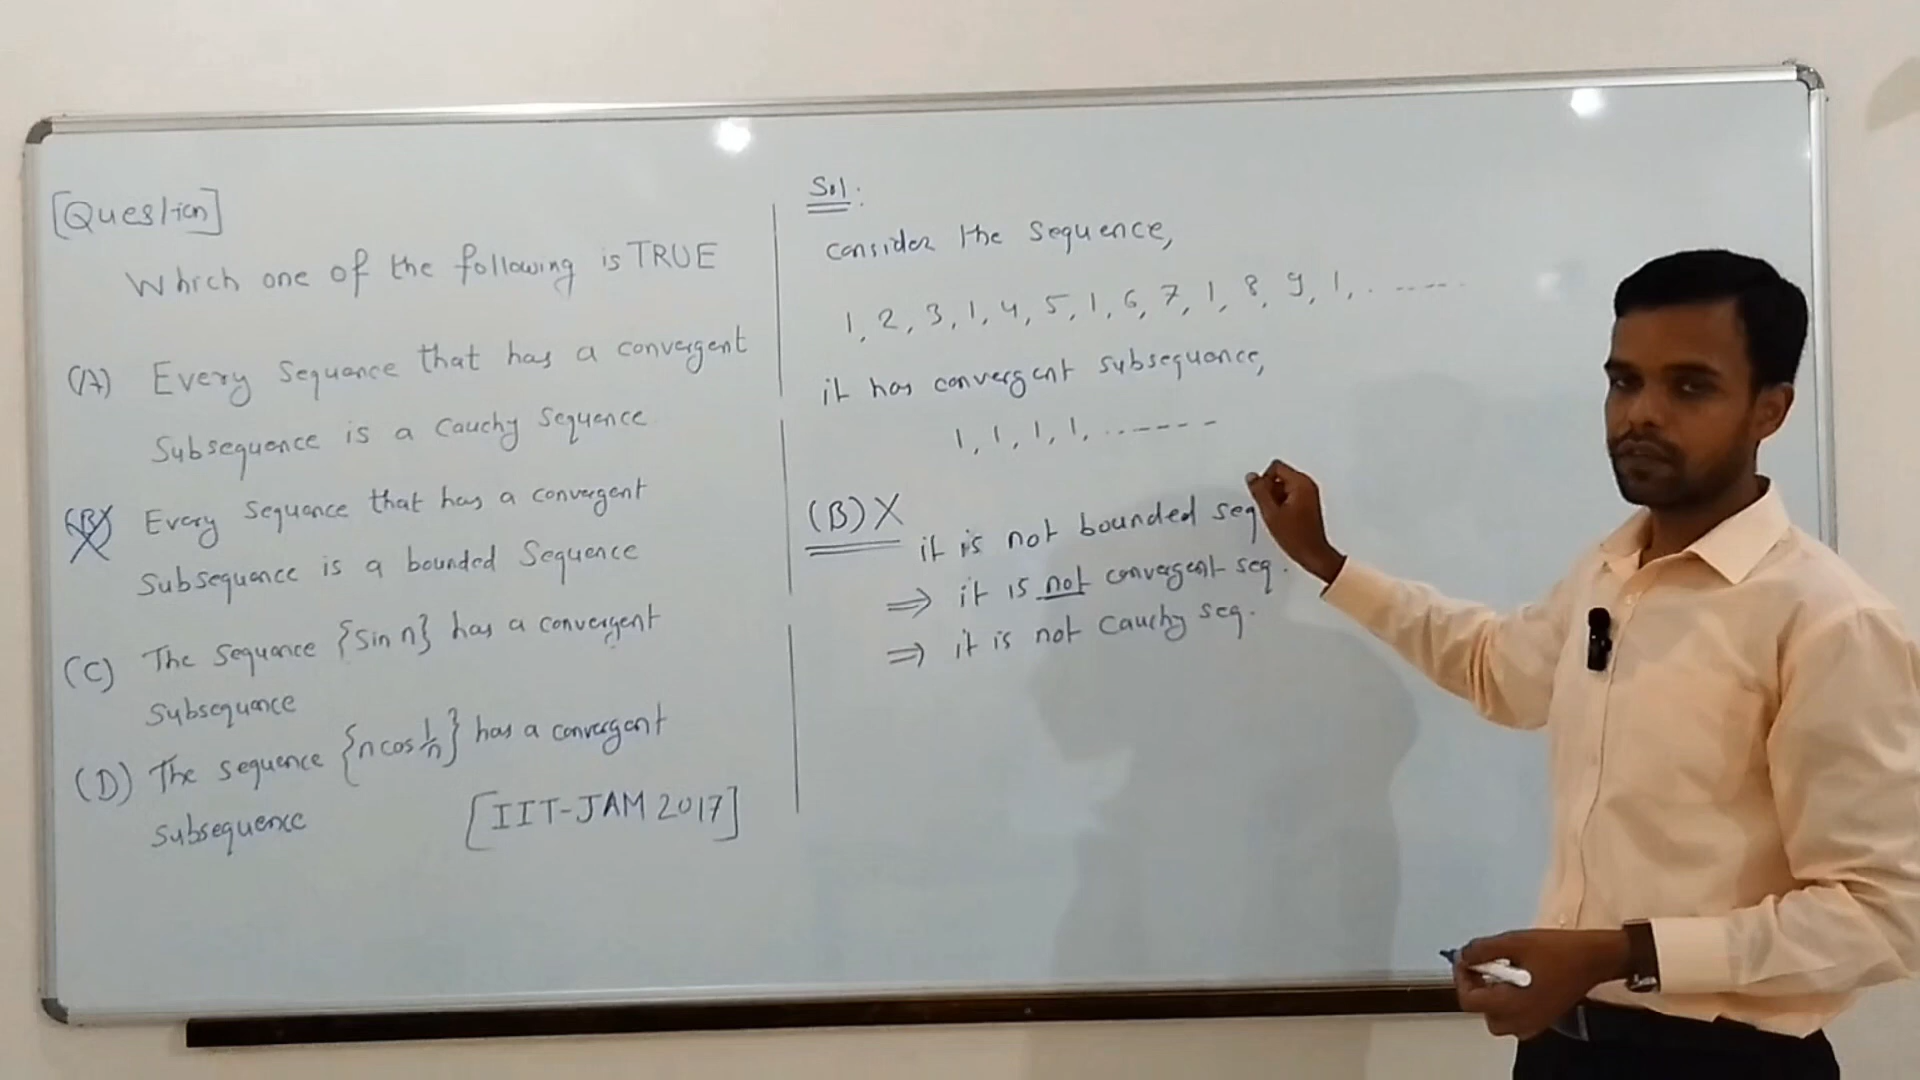 [Question]
Which one of the following is TRUE
(A) Every Sequence that has a convergent
Subsequence is a Cauchy Sequence
(B) Every Sequence that has a convergent
Subsequence is a bounded Sequence
(C) The Sequence {Sin n} has a convergent
Subsequence
(D) The Sequence {n cos 1/n} has a convergent
Subsequence [IIT-JAM 2017]
Sol:
consider the Sequence,
1, 2, 3, 1, 4, 5, 1, 6, 7, 1, 8, 9, 1, .......
it has convergent subsequence,
1, 1, 1, 1, .......
(B) X it is not bounded seq
⇒ it is not convergent seq.
⇒ it is not Cauchy seq.